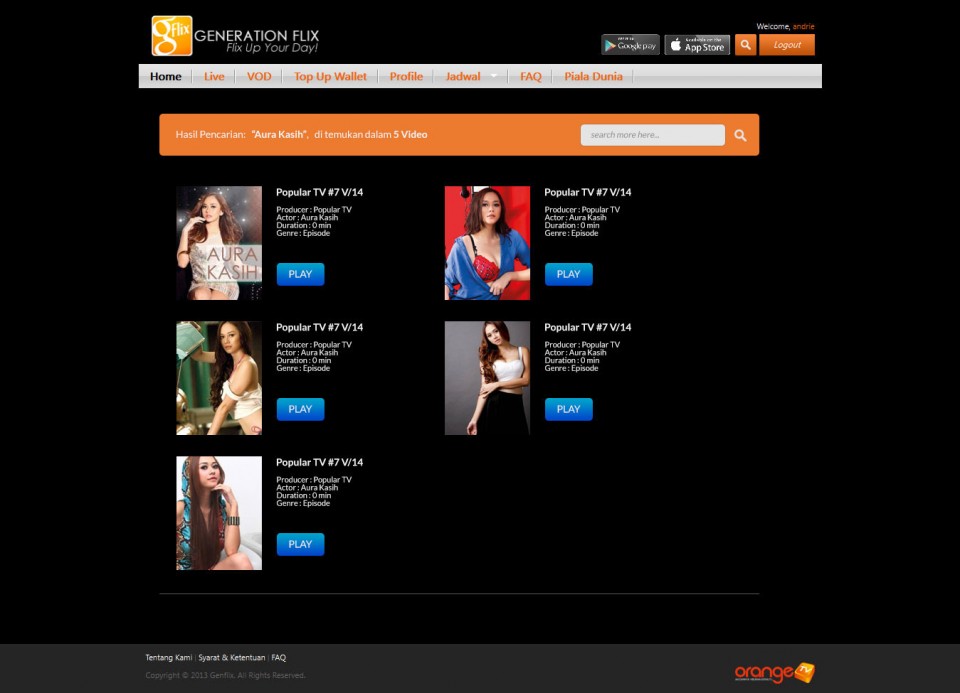 Welcome, andrie
gflix GENERATION FLIX
Flix Up Your Day!
Google play
Available on the
App Store
Logout
Home Live VOD Top Up Wallet Profile Jadwal FAQ Piala Dunia
Hasil Pencarian: "Aura Kasih", di temukan dalam 5 Video
search more here...
Popular TV #7 V/14
Producer : Popular TV
Actor : Aura Kasih
Duration : 0 min
Genre : Episode
PLAY
AURA
KASIH
Popular TV #7 V/14
Producer : Popular TV
Actor : Aura Kasih
Duration : 0 min
Genre : Episode
PLAY
Popular TV #7 V/14
Producer : Popular TV
Actor : Aura Kasih
Duration : 0 min
Genre : Episode
PLAY
Popular TV #7 V/14
Producer : Popular TV
Actor : Aura Kasih
Duration : 0 min
Genre : Episode
PLAY
Popular TV #7 V/14
Producer : Popular TV
Actor : Aura Kasih
Duration : 0 min
Genre : Episode
PLAY
Tentang Kami | Syarat & Ketentuan | FAQ
Copyright © 2013 Genflix, All Rights Reserved.
orange TV